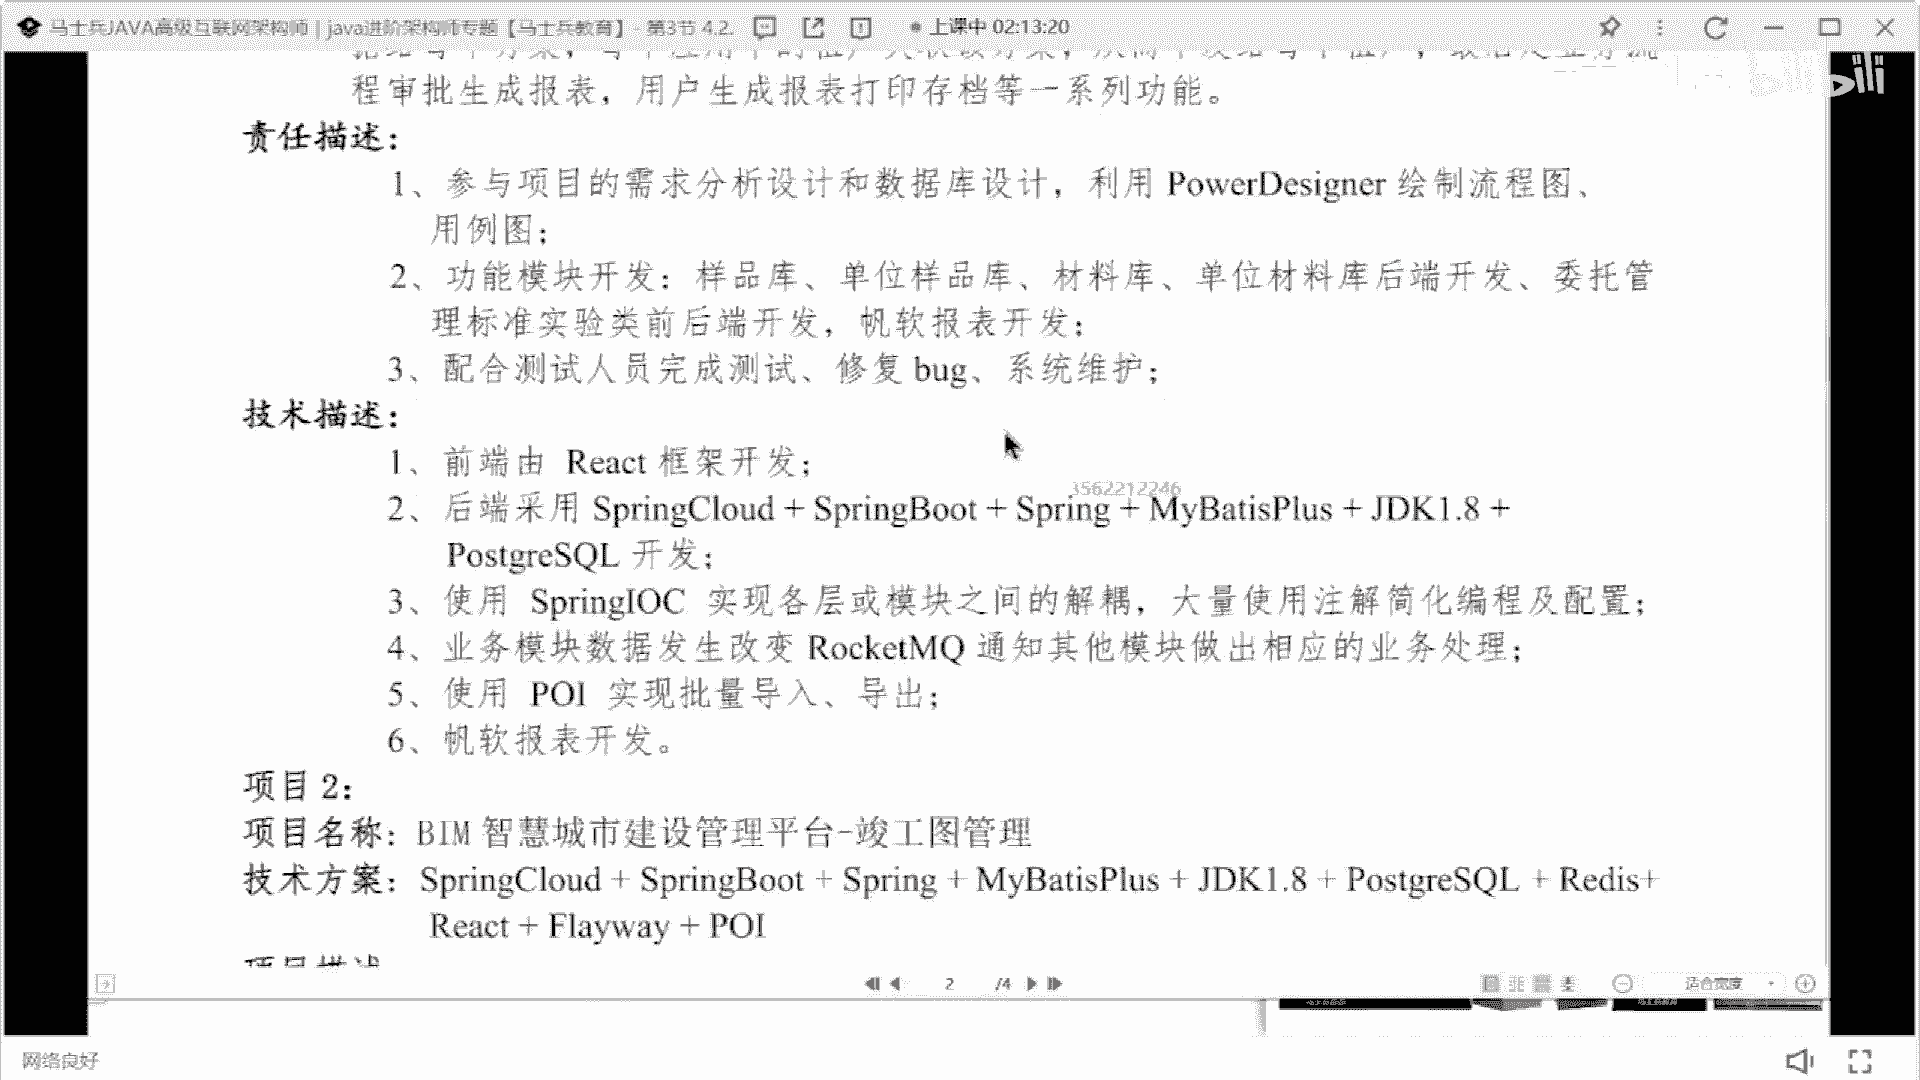 马士兵JAVA高级互联网架构师 | java进阶架构师专题【马士兵教育】 - 第3节 4.2. 上课中 02:13:20
bilibili
程审批生成报表，用户生成报表打印存档等一系列功能。
责任描述：
1、参与项目的需求分析设计和数据库设计，利用 PowerDesigner 绘制流程图、
用例图；
2、功能模块开发：样品库、单位样品库、材料库、单位材料库后端开发、委托管
理标准实验类前后端开发，帆软报表开发；
3、配合测试人员完成测试、修复 bug、系统维护；
技术描述：
1、前端由 React 框架开发；
3562212246
2、后端采用 SpringCloud + SpringBoot + Spring + MyBatisPlus + JDK1.8 +
PostgreSQL 开发；
3、使用 SpringIOC 实现各层或模块之间的解耦，大量使用注解简化编程及配置；
4、业务模块数据发生改变 RocketMQ 通知其他模块做出相应的业务处理；
5、使用 POI 实现批量导入、导出；
6、帆软报表开发。
项目 2：
项目名称：BIM 智慧城市建设管理平台-竣工图管理
技术方案：SpringCloud + SpringBoot + Spring + MyBatisPlus + JDK1.8 + PostgreSQL + Redis+
React + Flayway + POI
项目描述
2 /4 适合宽度
网络良好